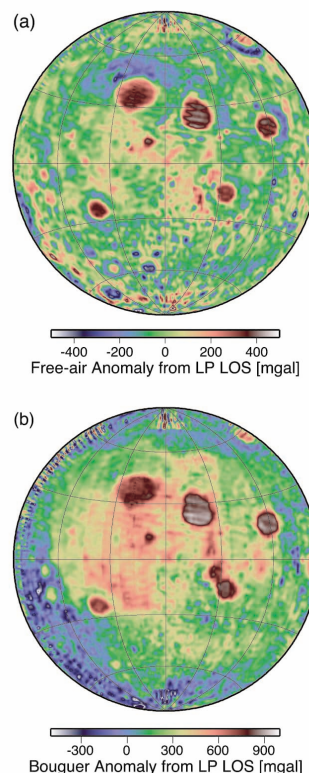 (a)
-400 -200 0 200 400
Free-air Anomaly from LP LOS [mgal]
(b)
-300 0 300 600 900
Bouguer Anomaly from LP LOS [mgal]